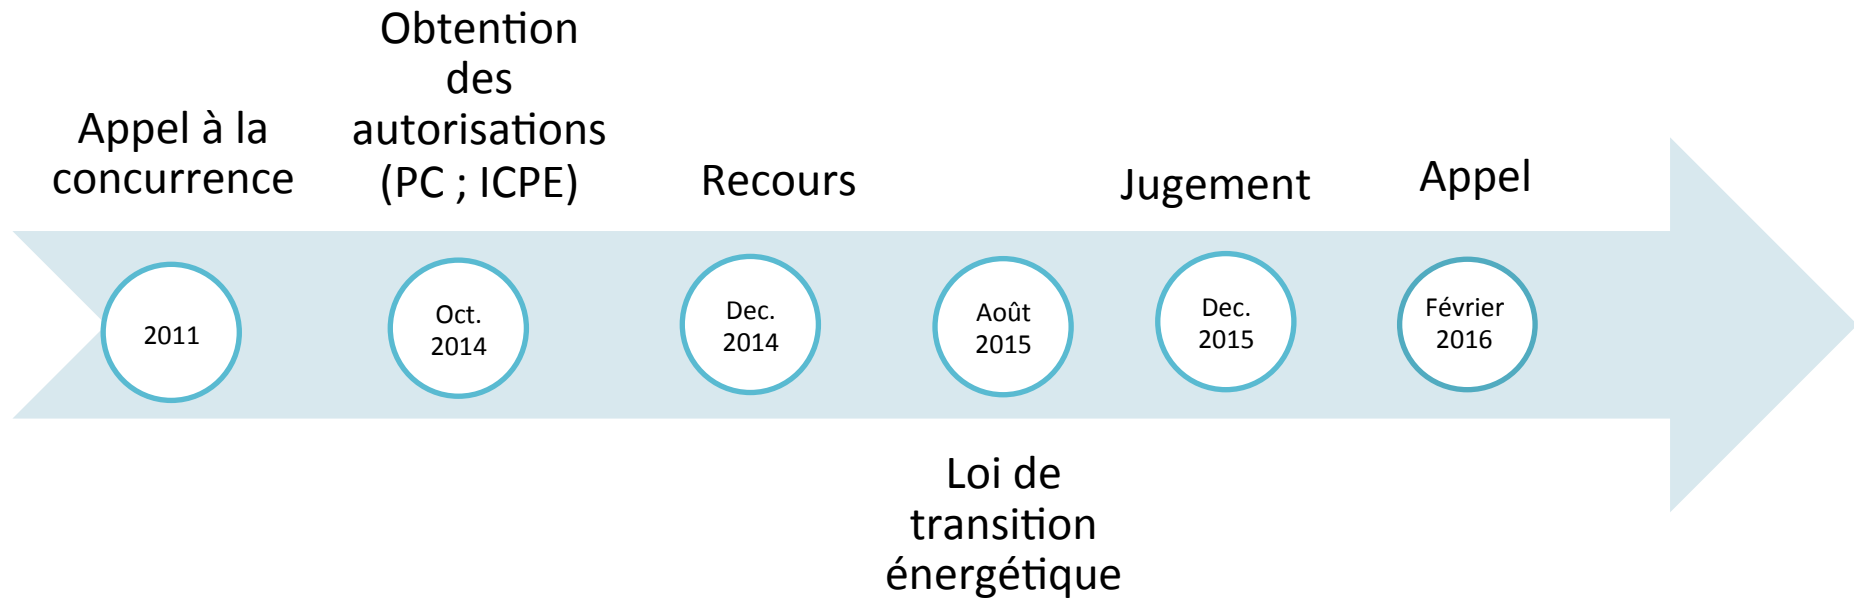 Appel à la
concurrence
2011
Obtention
des
autorisations
(PC ; ICPE)
Oct.
2014
Recours
Dec.
2014
Août
2015
Loi de
transition
énergétique
Jugement
Dec.
2015
Appel
Février
2016